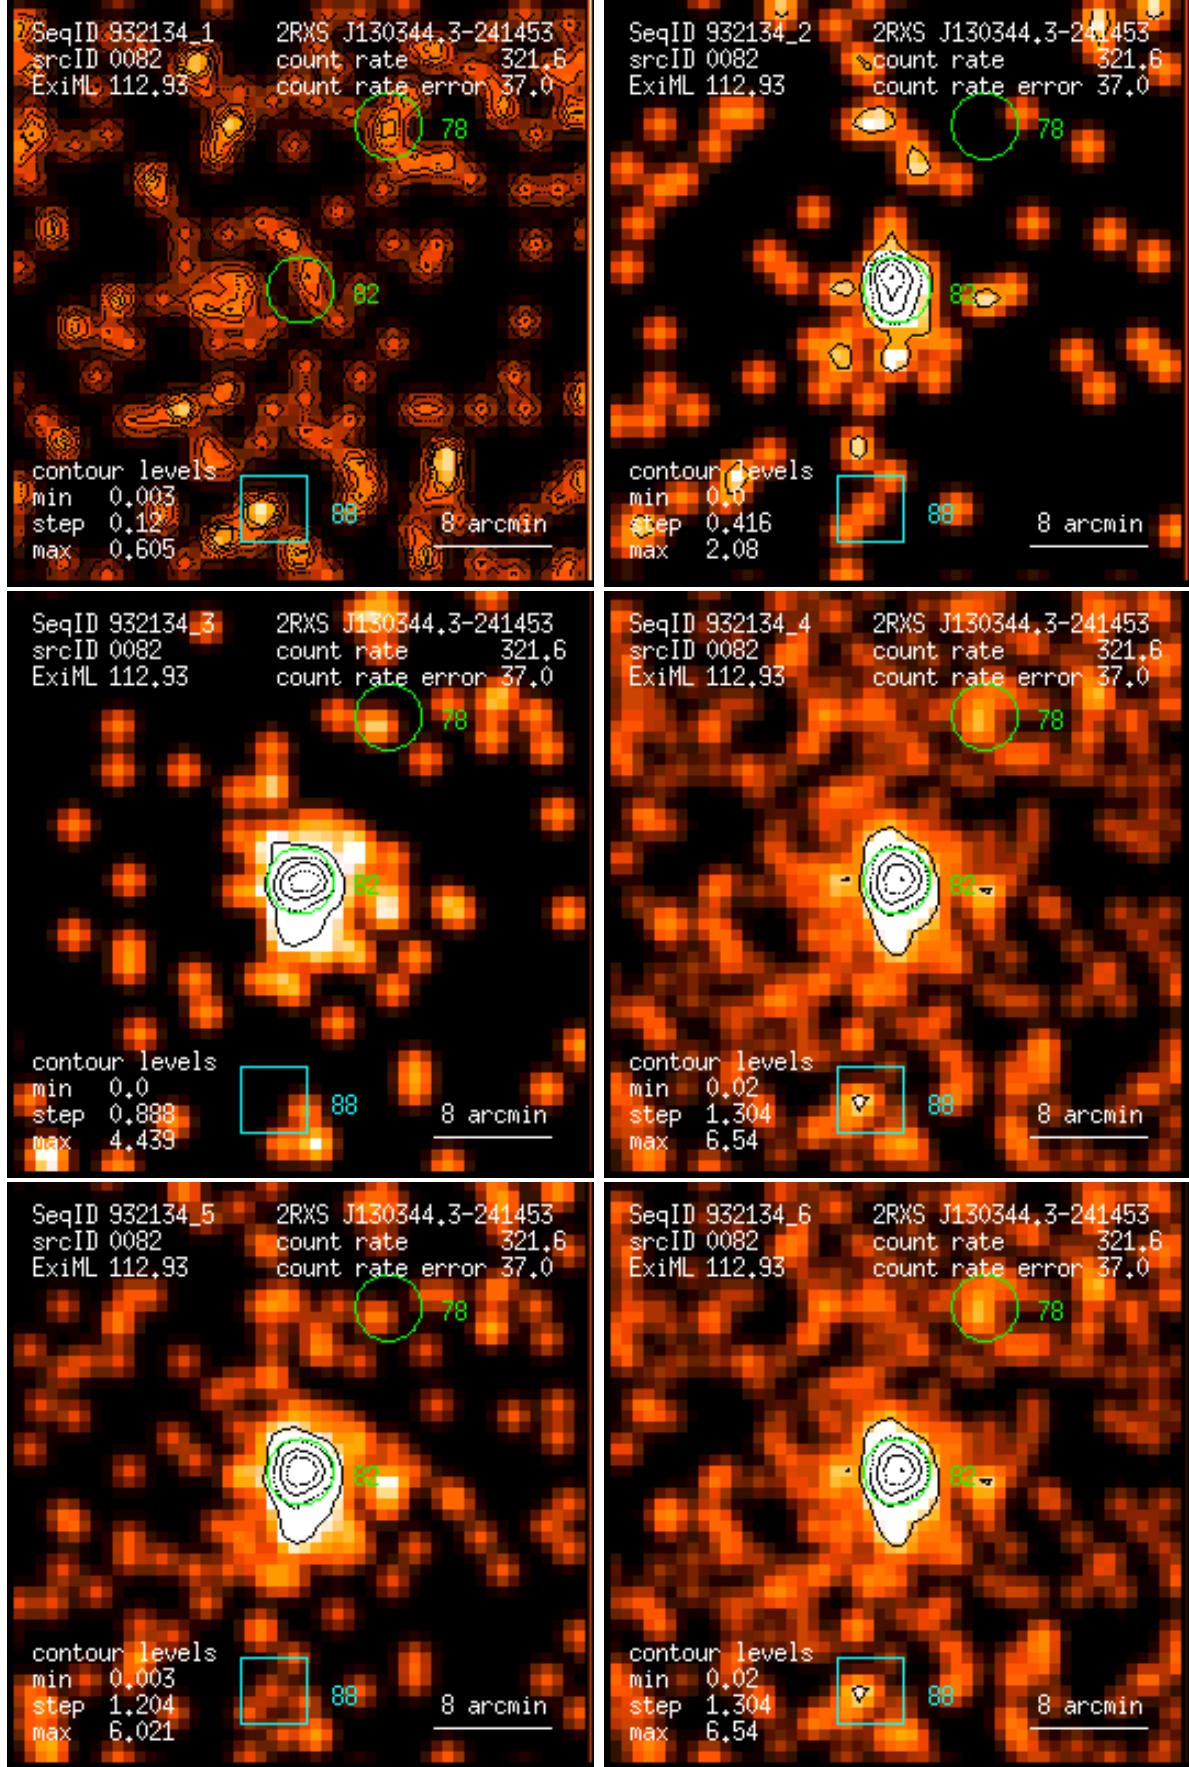 SeqID 932134_1 2RXS J130344.3-241453
srcID 0082 count rate 321.6
ExiML 112.93 count rate error 37.0
78
82
contour levels
min 0.003
step 0.12
max 0.605
88
8 arcmin
SeqID 932134_2 2RXS J130344.3-241453
srcID 0082 count rate 321.6
ExiML 112.93 count rate error 37.0
78
82
contour levels
min 0.0
step 0.416
max 2.08
88
8 arcmin
SeqID 932134_3 2RXS J130344.3-241453
srcID 0082 count rate 321.6
ExiML 112.93 count rate error 37.0
78
82
contour levels
min 0.0
step 0.888
max 4.439
88
8 arcmin
SeqID 932134_4 2RXS J130344.3-241453
srcID 0082 count rate 321.6
ExiML 112.93 count rate error 37.0
78
82
contour levels
min 0.02
step 1.304
max 6.54
88
8 arcmin
SeqID 932134_5 2RXS J130344.3-241453
srcID 0082 count rate 321.6
ExiML 112.93 count rate error 37.0
78
82
contour levels
min 0.003
step 1.204
max 6.021
88
8 arcmin
SeqID 932134_6 2RXS J130344.3-241453
srcID 0082 count rate 321.6
ExiML 112.93 count rate error 37.0
78
82
contour levels
min 0.02
step 1.304
max 6.54
88
8 arcmin